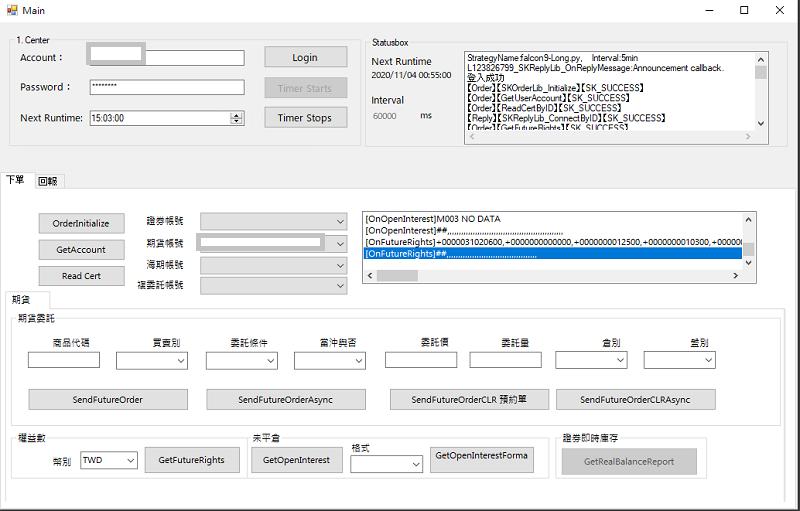 Main
1. Center
Account：
Login
Password：
********
Timer Starts
Next Runtime:
15:03:00
Timer Stops
Statusbox
Next Runtime
2020/11/04 00:55:00
Interval
60000 ms
StrategyName:falcon9-Long.py, Interval:5min
L123826799_SKReplyLib_OnReplyMessage:Announcement callback.
登入成功
【Order】【SKOrderLib_Initialize】【SK_SUCCESS】
【Order】【GetUserAccount】【SK_SUCCESS】
【Order】【ReadCertByID】【SK_SUCCESS】
【Reply】【SKReplyLib_ConnectByID】【SK_SUCCESS】
【Order】【GetFutureRights】【SK_SUCCESS】
下單 回報
OrderInitialize
GetAccount
Read Cert
證券帳號
期貨帳號
海期帳號
複委託帳號
[OnOpenInterest]M003 NO DATA
[OnOpenInterest]##,,,,,,,,,,,,,,,,,,,,,,,,,,,,,,,,,,,,,,,,,,,,
[OnFutureRights]+0000031020600,+0000000000000,+0000000012500,+0000000010300,+00000
[OnFutureRights]##,,,,,,,,,,,,,,,,,,,,,,,,,,,,,,,,,,
期貨
期貨委託
商品代碼 買賣別 委託條件 當沖與否 委託價 委託量 倉別 盤別
SendFutureOrder SendFutureOrderAsync SendFutureOrderCLR 預約單 SendFutureOrderCLRAsync
權益數
幣別 TWD GetFutureRights
未平倉
GetOpenInterest
格式
GetOpenInterestForma
證券即時庫存
GetRealBalanceReport